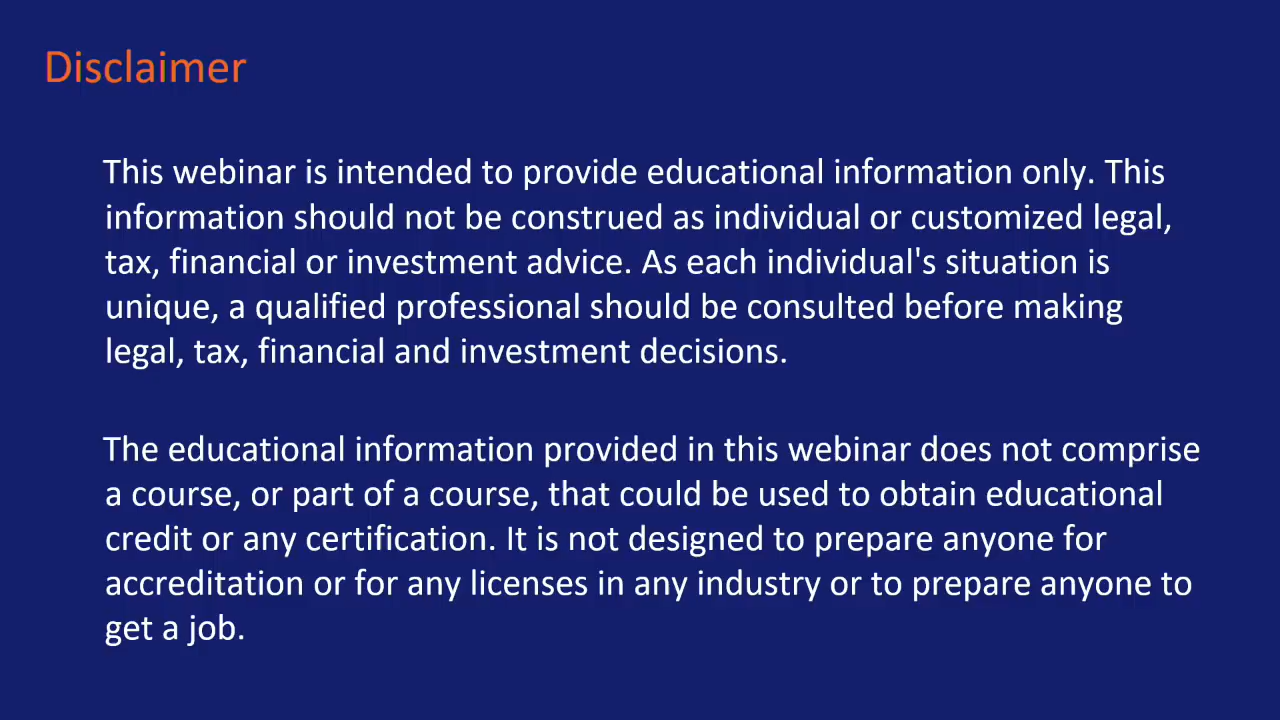 Disclaimer
This webinar is intended to provide educational information only. This
information should not be construed as individual or customized legal,
tax, financial or investment advice. As each individual's situation is
unique, a qualified professional should be consulted before making
legal, tax, financial and investment decisions.
The educational information provided in this webinar does not comprise
a course, or part of a course, that could be used to obtain educational
credit or any certification. It is not designed to prepare anyone for
accreditation or for any licenses in any industry or to prepare anyone to
get a job.